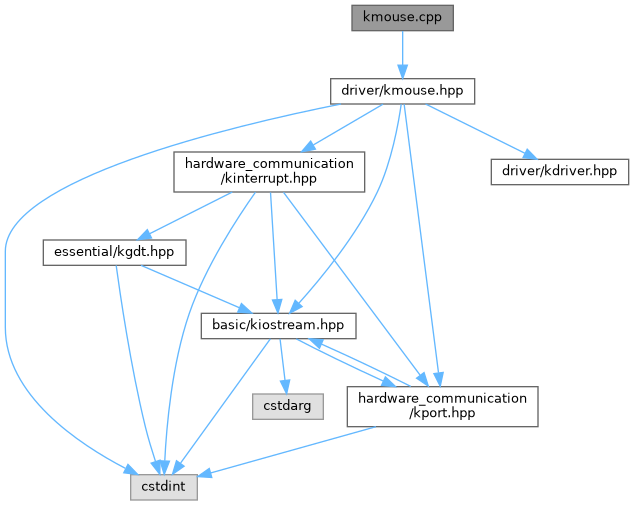 kmouse.cpp
driver/kmouse.hpp
hardware_communication
/kinterrupt.hpp
driver/kdriver.hpp
essential/kgdt.hpp
basic/kiostream.hpp
cstdarg
hardware_communication
/kport.hpp
cstdint